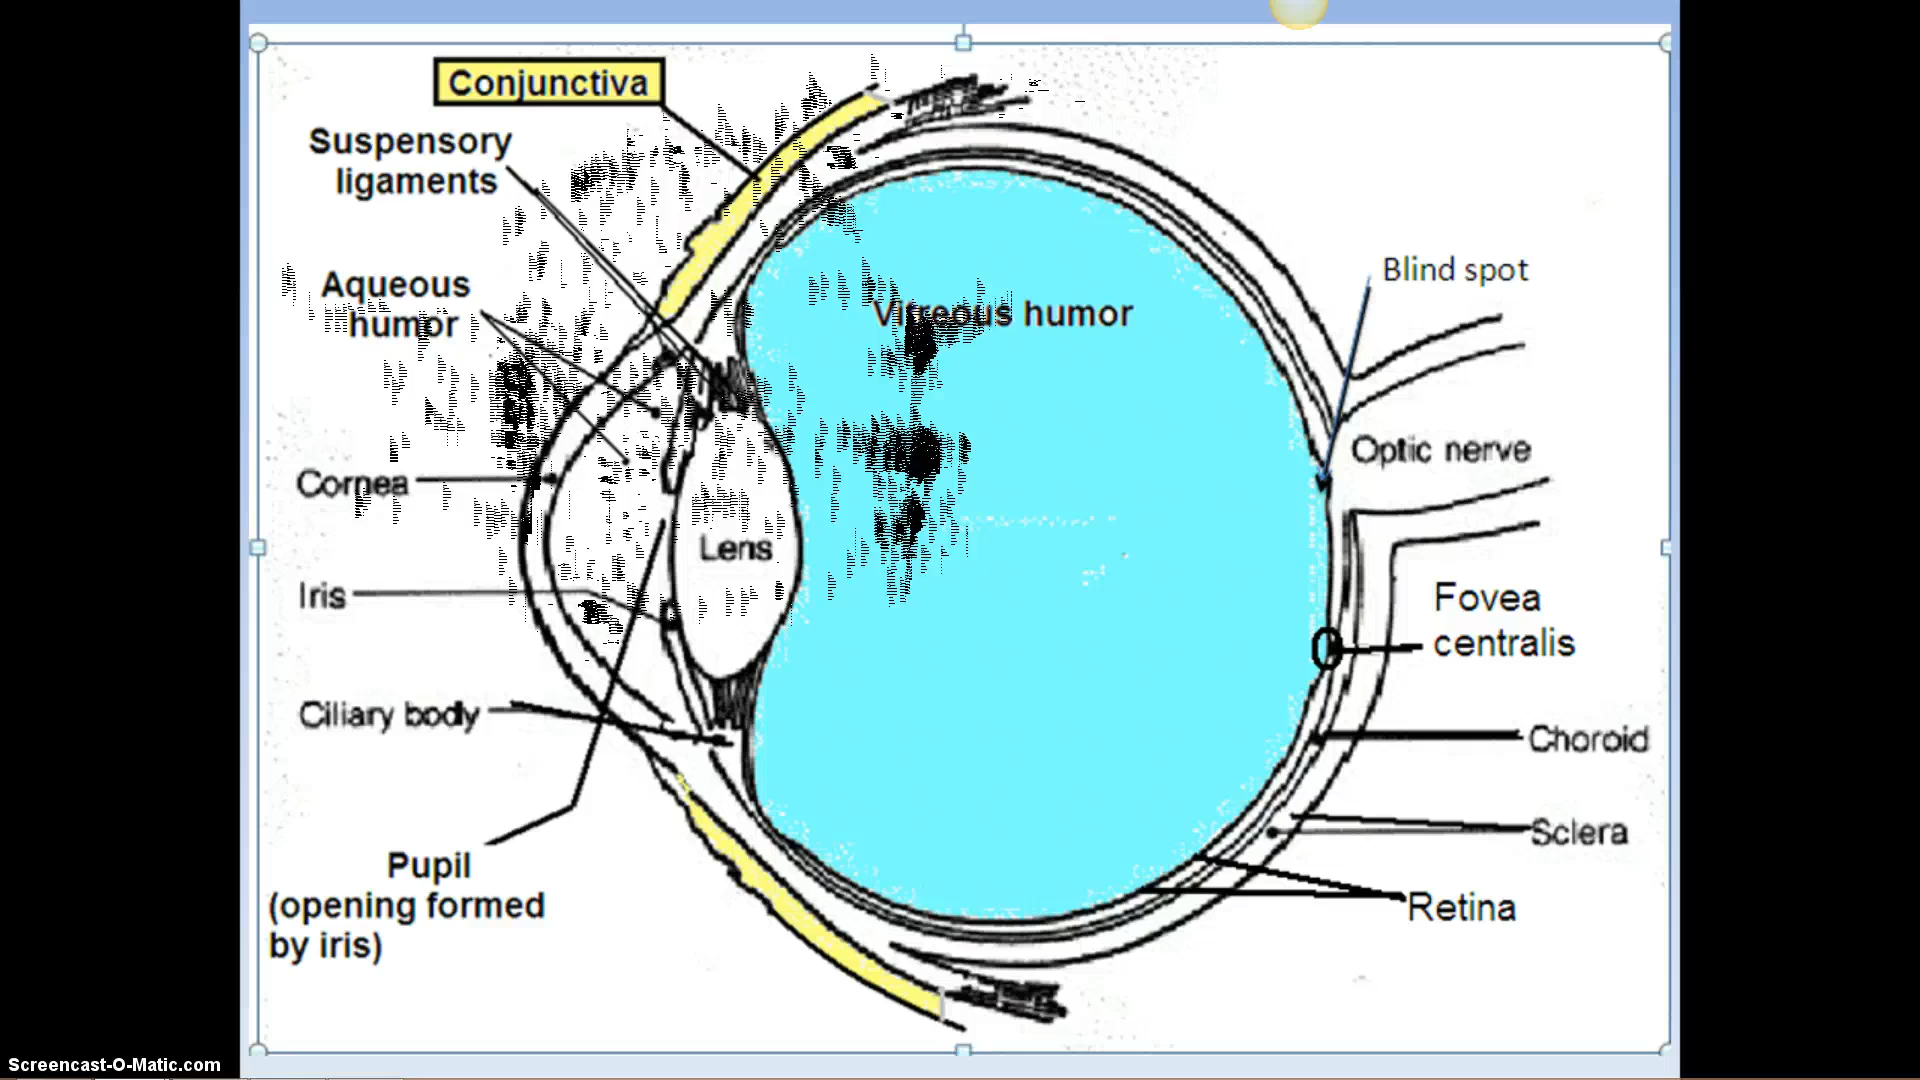 Conjunctiva
Suspensory
ligaments
Aqueous
humor
Cornea
Iris
Ciliary body
Pupil
(opening formed
by iris)
Vitreous humor
Lens
Blind spot
Optic nerve
Fovea
centralis
Choroid
Sclera
Retina
Screencast-O-Matic.com